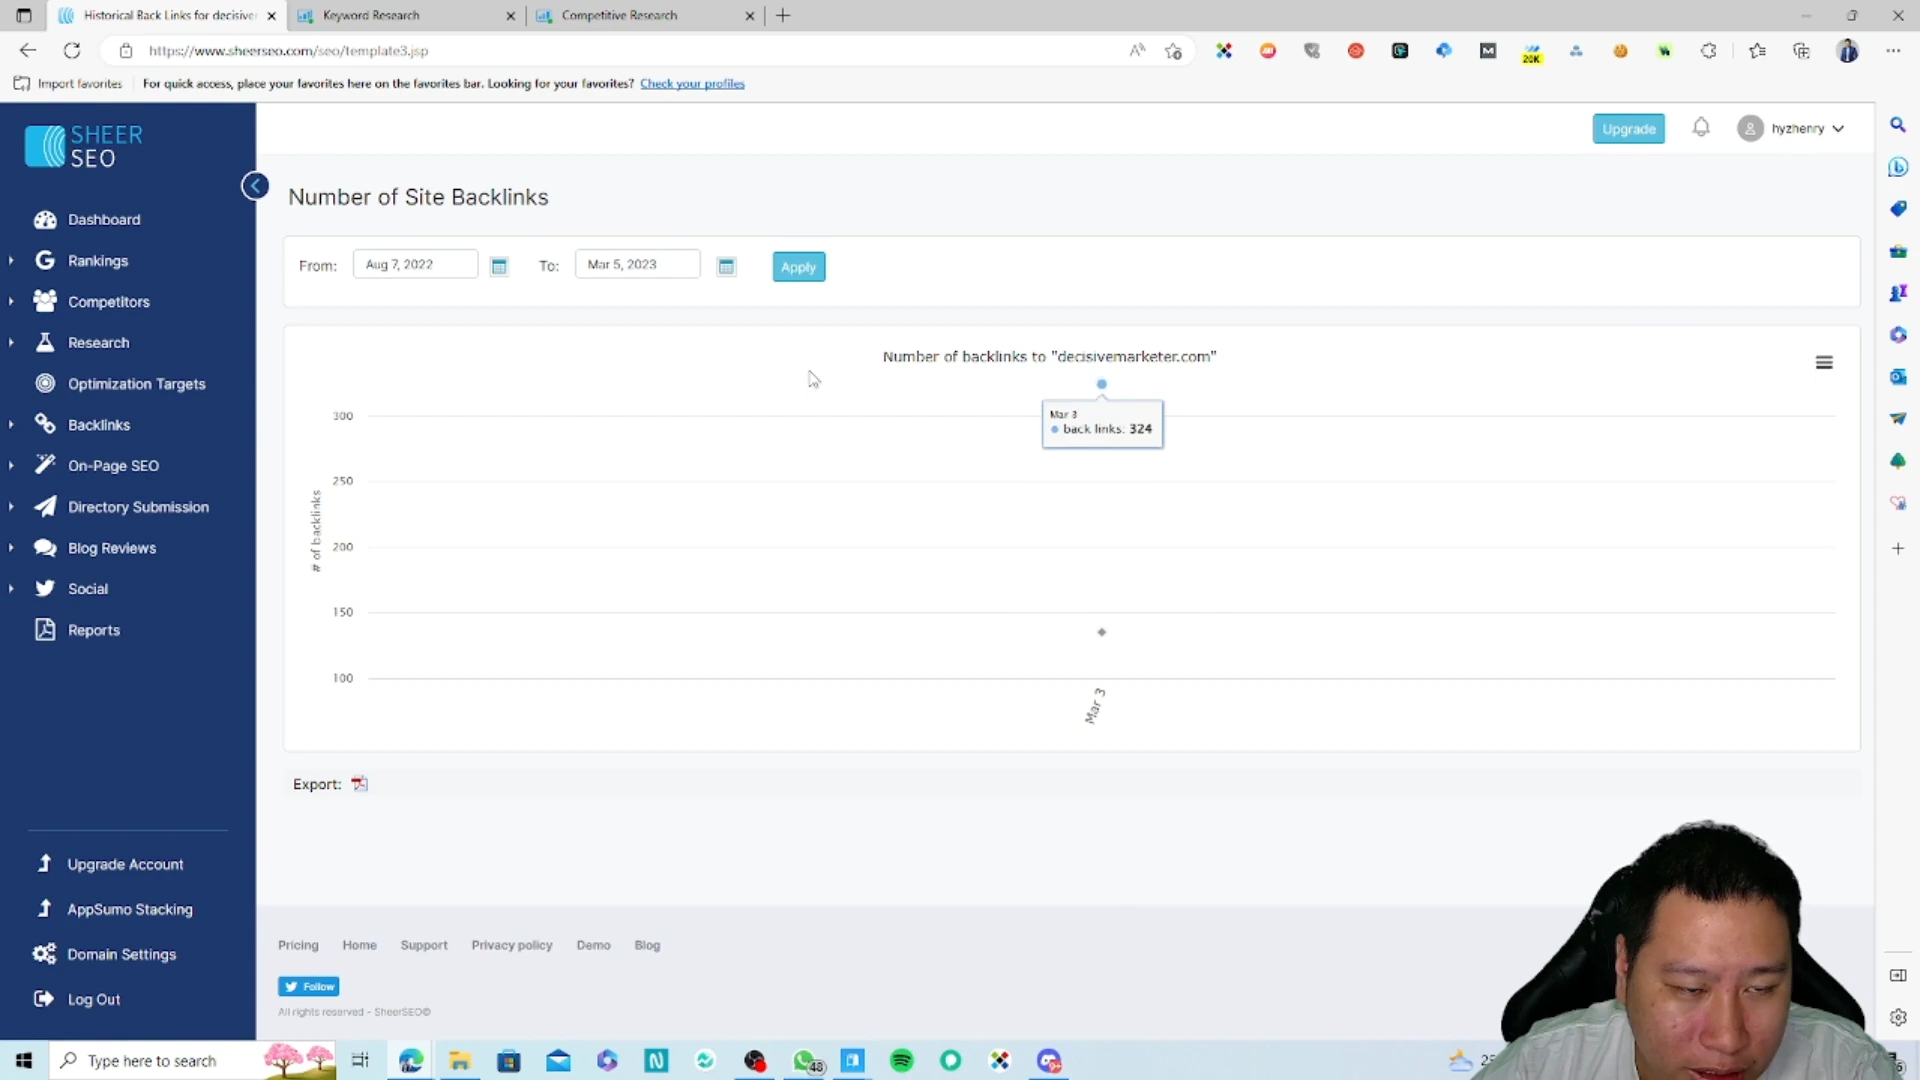 Historical Back Links for decisive
Keyword Research
Competitive Research
https://www.sheerseo.com/seo/template3.jsp
20K
Import favorites
For quick access, place your favorites here on the favorites bar. Looking for your favorites? Check your profiles
SHEER
SEO
Upgrade
hyzhenry
Dashboard
Rankings
Competitors
Research
Optimization Targets
Backlinks
On-Page SEO
Directory Submission
Blog Reviews
Social
Reports
Upgrade Account
AppSumo Stacking
Domain Settings
Log Out
Number of Site Backlinks
From:
Aug 7, 2022
To:
Mar 5, 2023
Apply
Number of backlinks to "decisivemarketer.com"
Mar 3
back links: 324
300
250
200
150
100
# of backlinks
Mar 3
Export:
Pricing
Home
Support
Privacy policy
Demo
Blog
Follow
All rights reserved - SheerSEO©
Type here to search
48